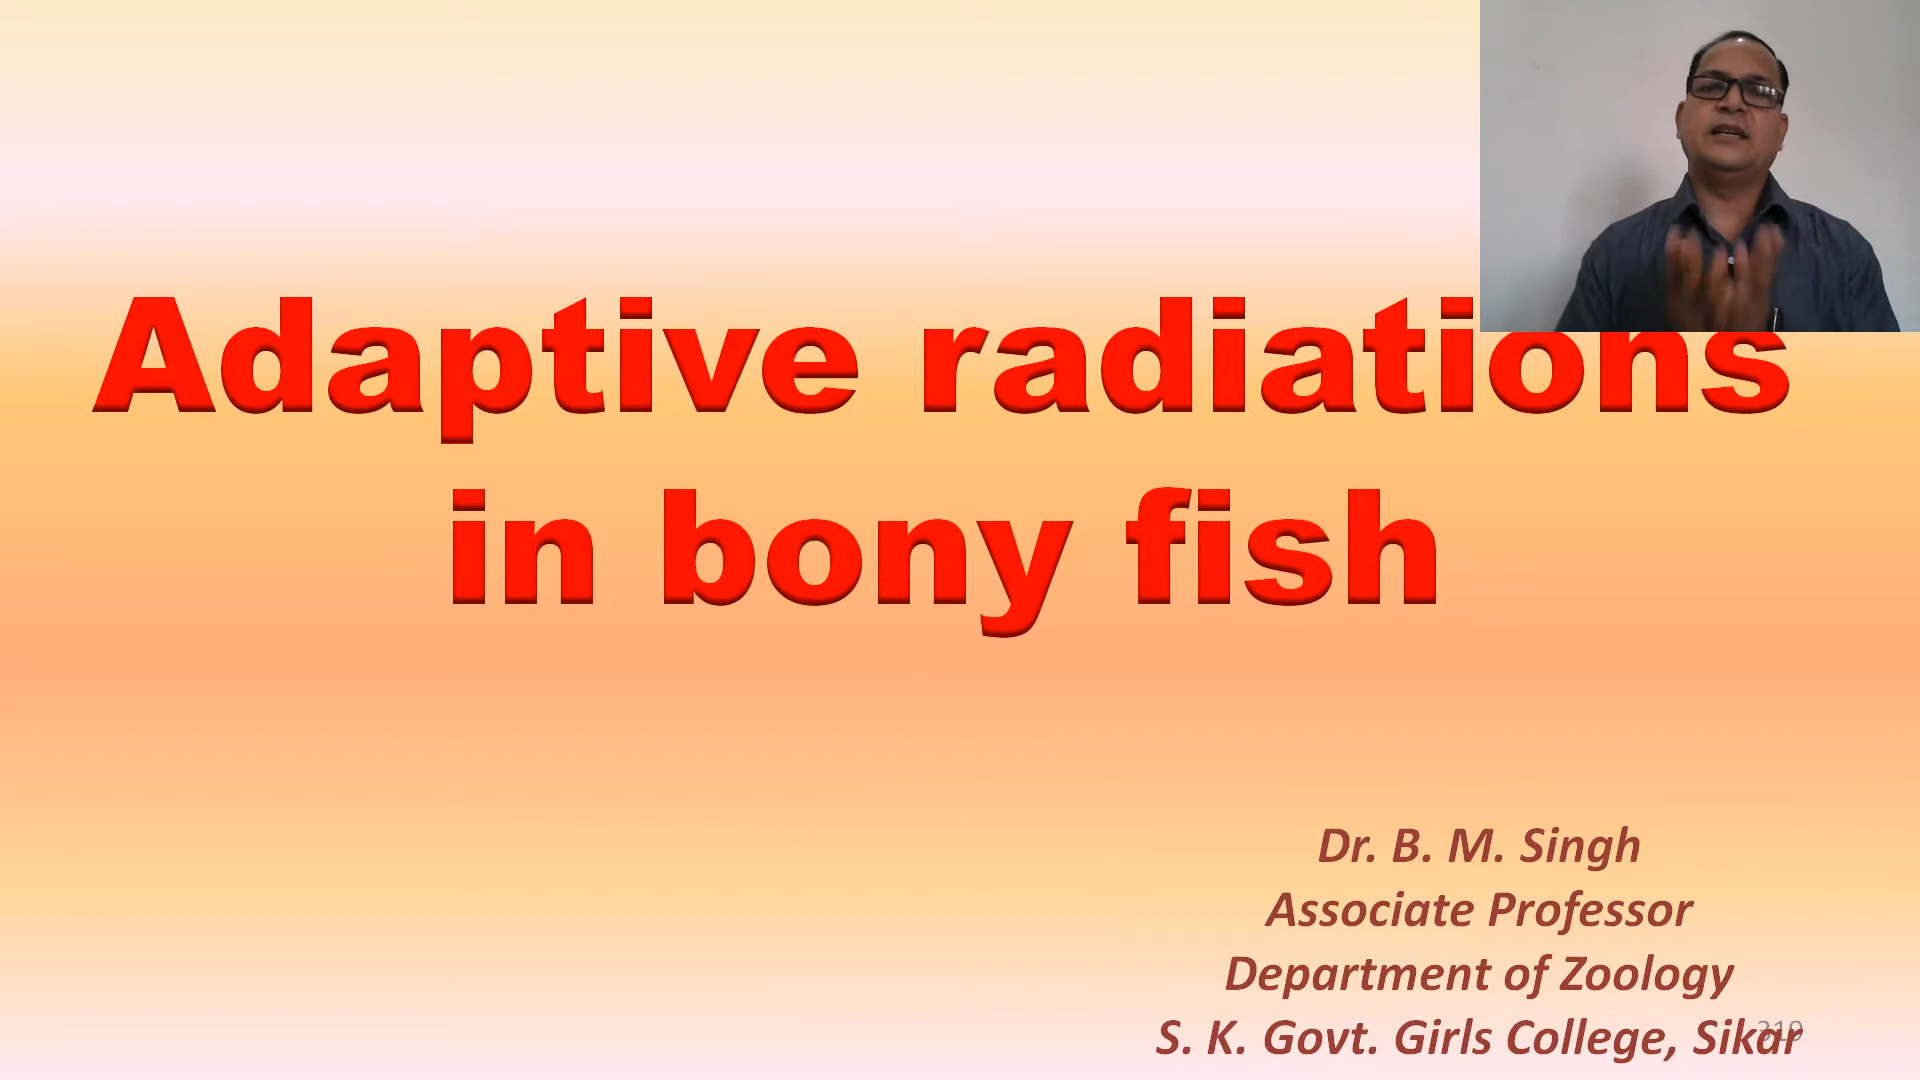 Adaptive radiations
in bony fish
Dr. B. M. Singh
Associate Professor
Department of Zoology
S. K. Govt. Girls College, Sikar